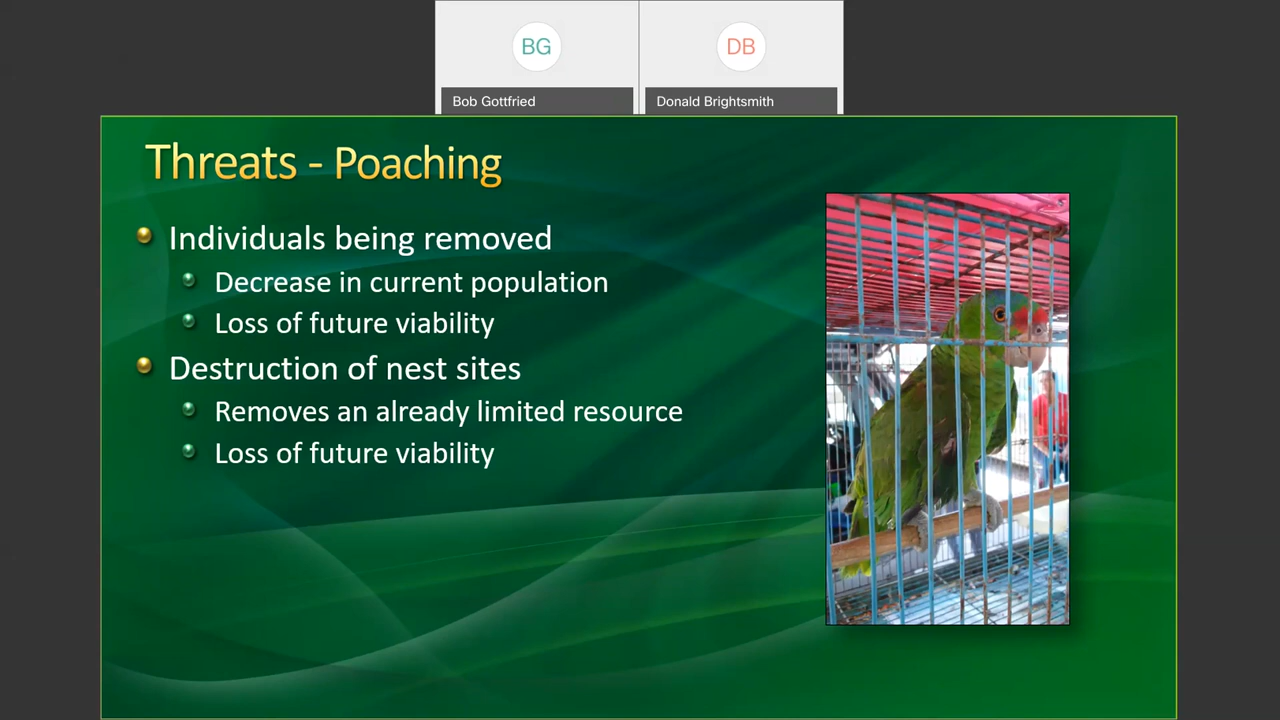 BG
DB
Bob Gottfried
Donald Brightsmith
Threats - Poaching
Individuals being removed
Decrease in current population
Loss of future viability
Destruction of nest sites
Removes an already limited resource
Loss of future viability